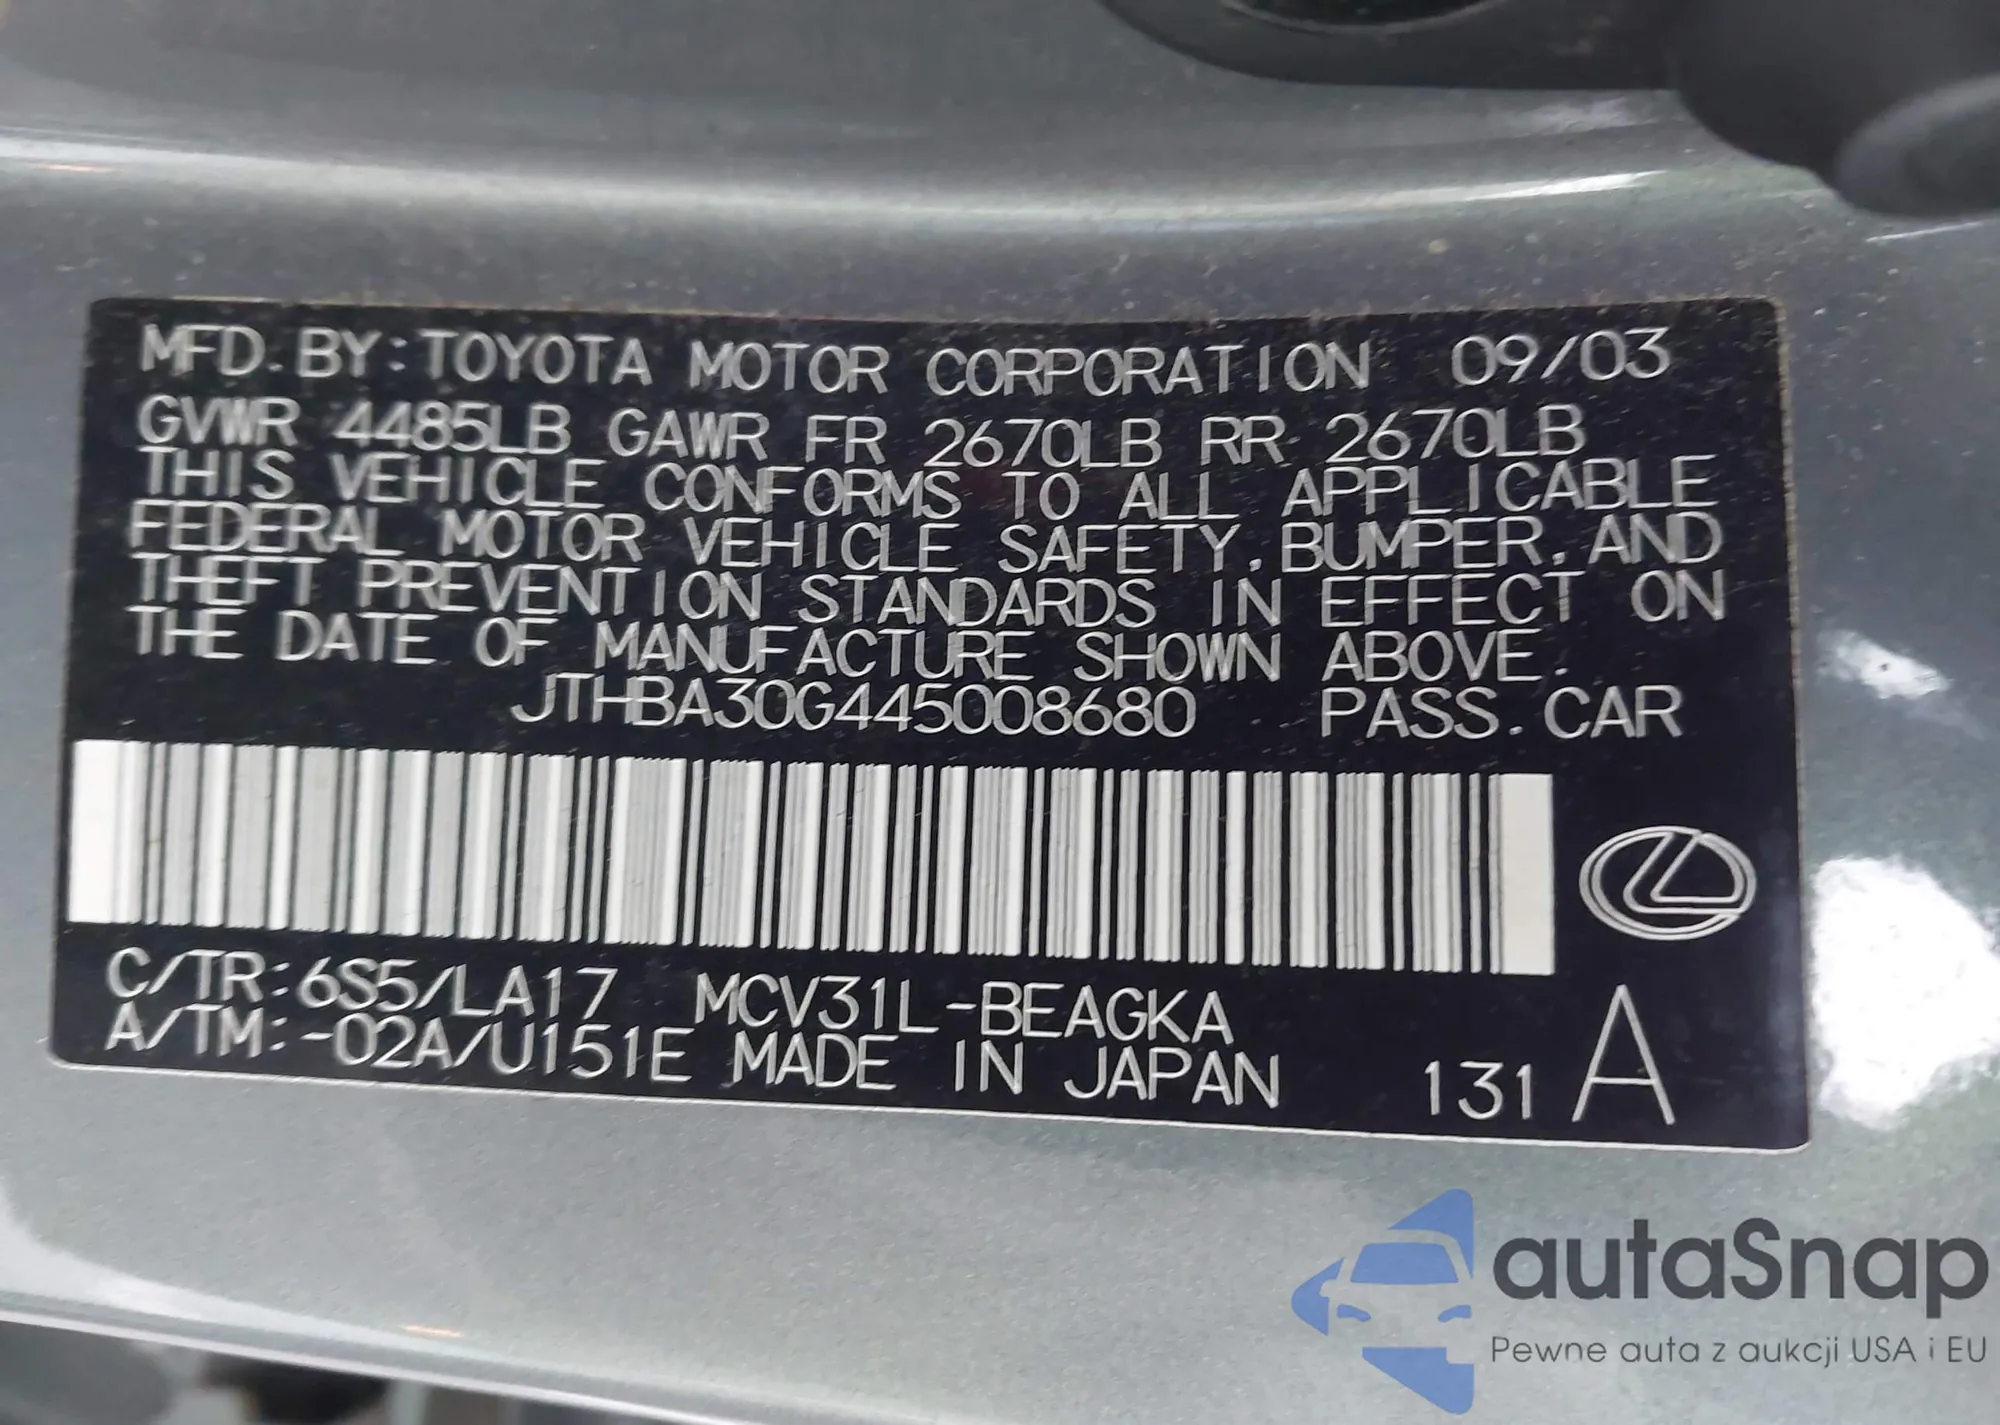 MFD. BY: TOYOTA MOTOR CORPORATION 09/03
GVWR 4485LB GAWR FR 2670LB RR 2670LB
THIS VEHICLE CONFORMS TO ALL APPLICABLE
FEDERAL MOTOR VEHICLE SAFETY, BUMPER, AND
THEFT PREVENTION STANDARDS IN EFFECT ON
THE DATE OF MANUFACTURE SHOWN ABOVE.
JTHBA30G445008680 PASS. CAR
C/TR: 6S5/LA17 MCV31L-BEAGKA
A/TM: -02A/U151E MADE IN JAPAN 131 A
autaSnap
Pewne auta z aukcji USA i EU